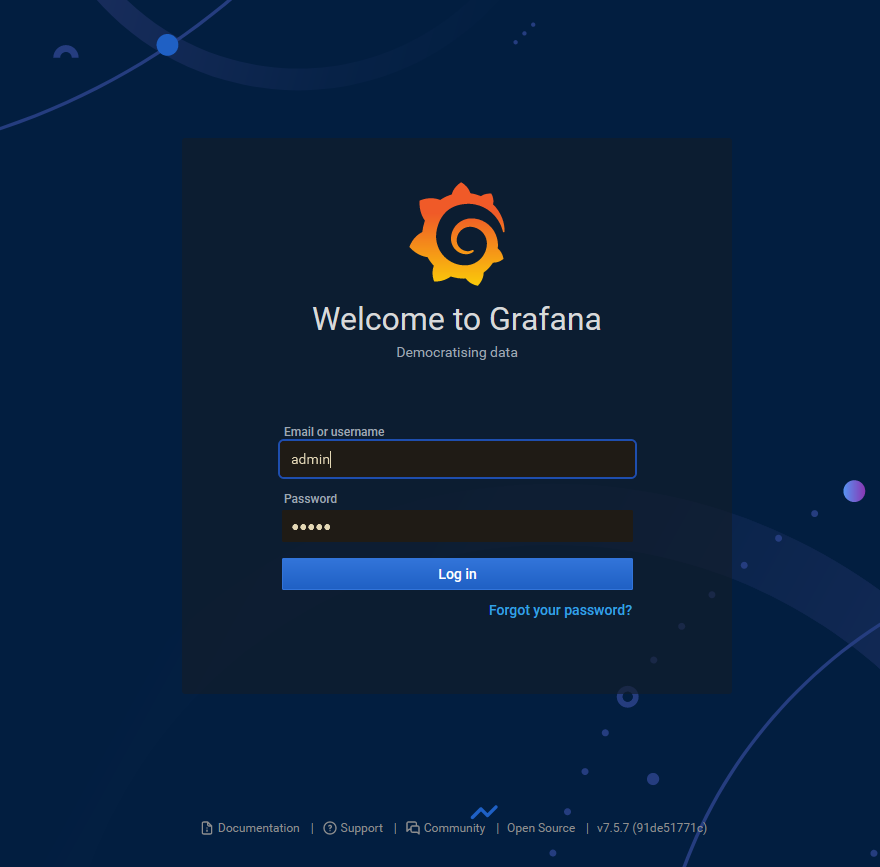 Welcome to Grafana
Democratising data
Email or username
admin
Password
•••••
Log in
Forgot your password?
Documentation | Support | Community | Open Source | v7.5.7 (91de51771c)